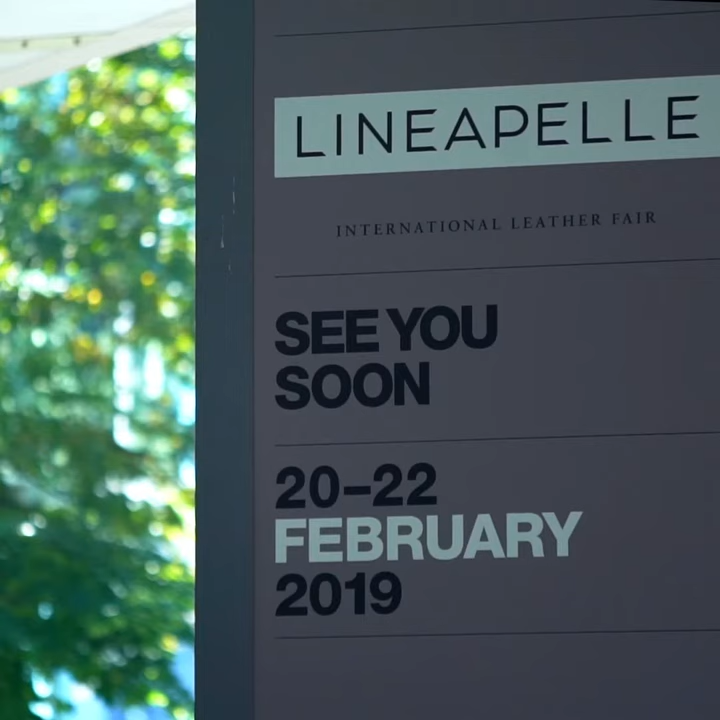 LINEAPELLE
INTERNATIONAL LEATHER FAIR
SEE YOU
SOON
20–22
FEBRUARY
2019